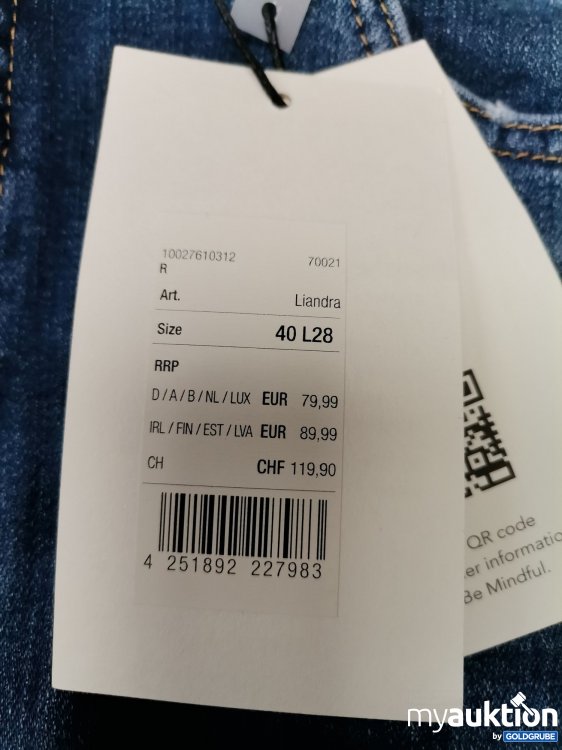 10027610312 70021
R
Art. Liandra
Size 40 L28
RRP
D / A / B / NL / LUX EUR 79,99
IRL / FIN / EST / LVA EUR 89,99
CH CHF 119,90
4 251892 227983
QR code
er informatio
Be Mindful.
myauktion
by GOLDGRUBE